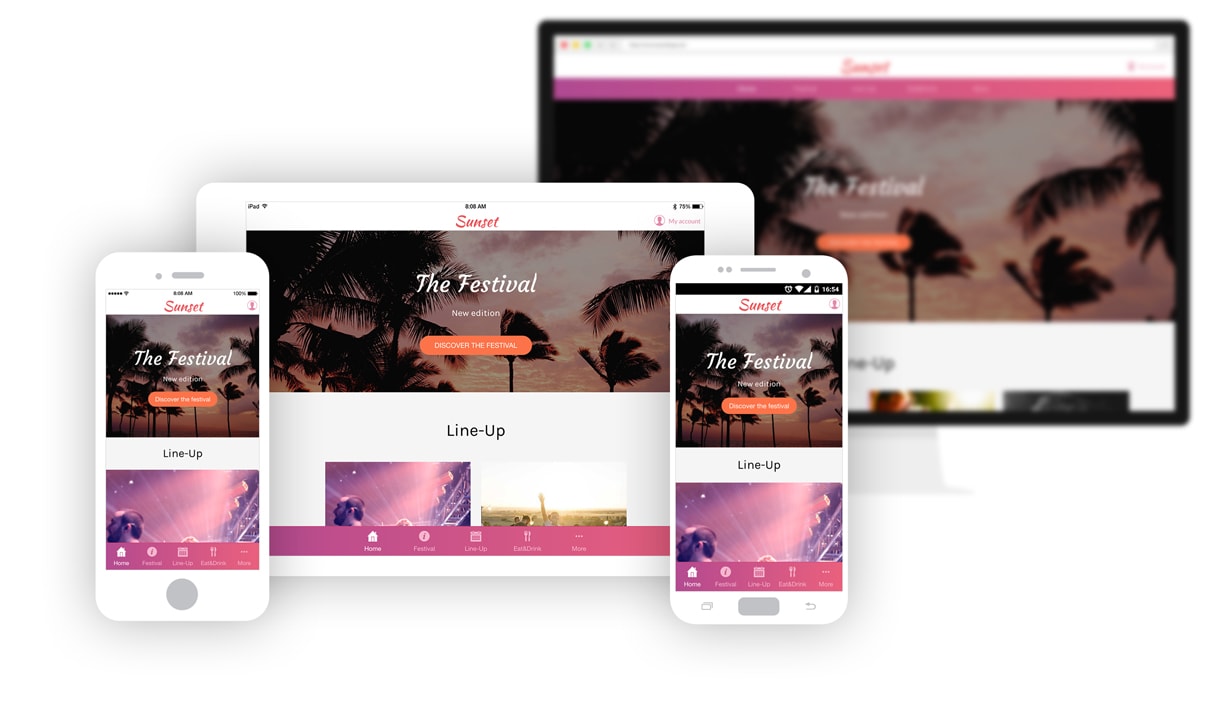 Sunset
The Festival
New edition
iPad 8:08 AM 75%
Sunset
My account
The Festival
New edition
DISCOVER THE FESTIVAL
Line-Up
Home Festival Line-Up Eat&Drink More
8:08 AM 100%
Sunset
The Festival
New edition
Discover the festival
Line-Up
Home Festival Line-Up Eat&Drink More
16:54
Sunset
The Festival
New edition
Discover the festival
Line-Up
Home Festival Line-Up Eat&Drink More